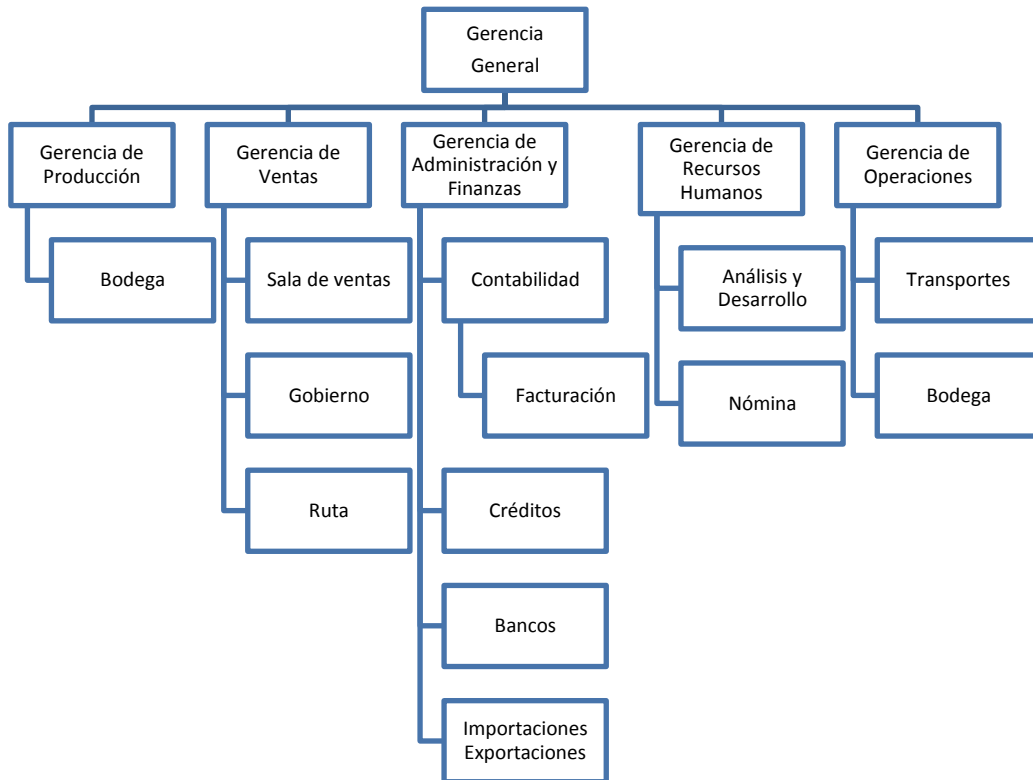 Gerencia
General
Gerencia de
Producción
Gerencia de
Ventas
Gerencia de
Administración y
Finanzas
Gerencia de
Recursos
Humanos
Gerencia de
Operaciones
Bodega
Sala de ventas
Contabilidad
Análisis y
Desarrollo
Transportes
Gobierno
Facturación
Nómina
Bodega
Ruta
Créditos
Bancos
Importaciones
Exportaciones